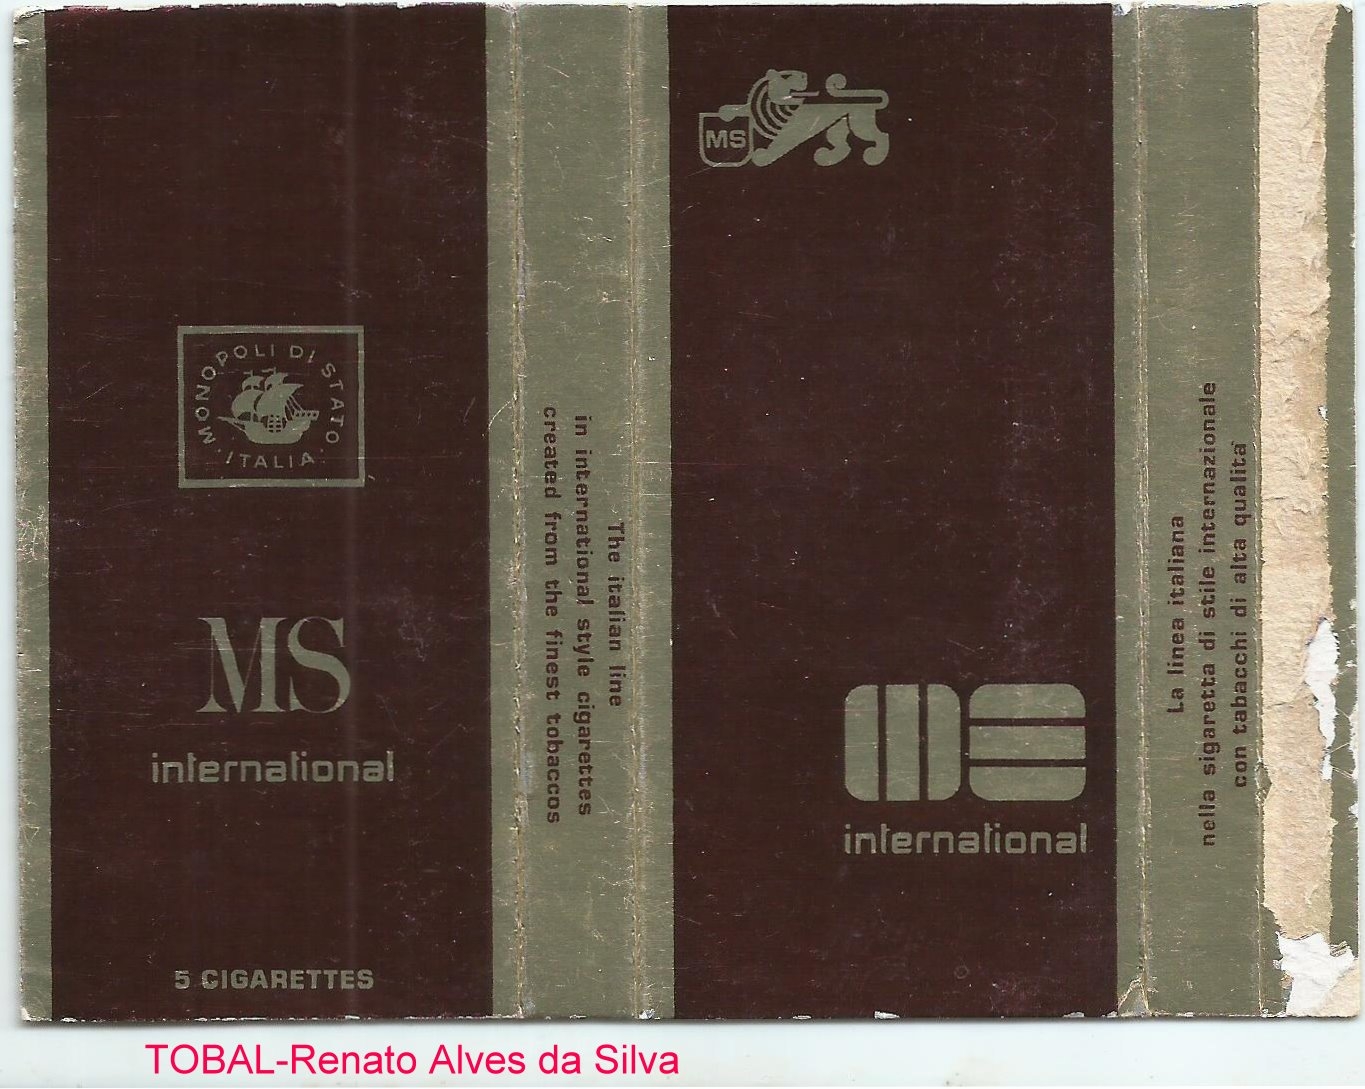 MONOPOLI DI STATO
· ITALIA ·
MS
international
5 CIGARETTES
The italian line
in international style cigarettes
created from the finest tobaccos
MS
MS
international
La linea italiana
nella sigaretta di stile internazionale
con tabacchi di alta qualita'
TOBAL-Renato Alves da Silva